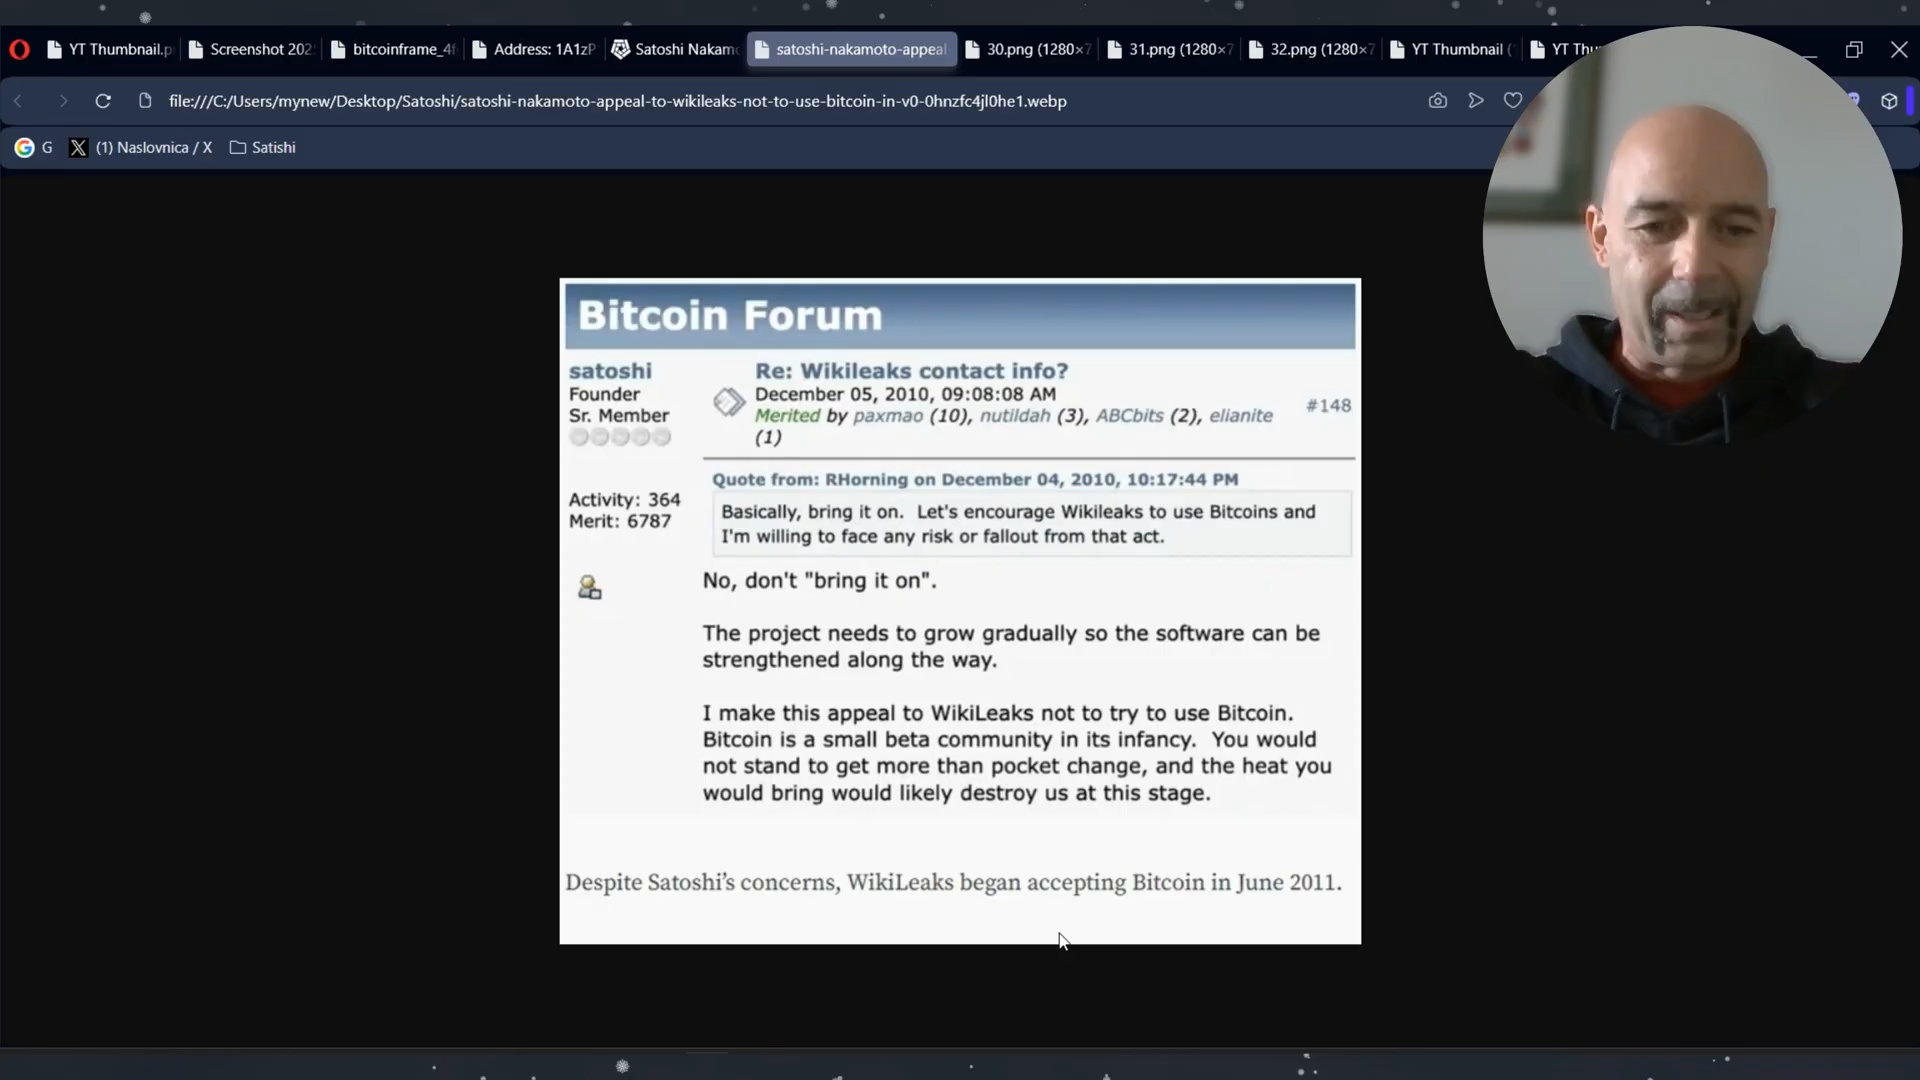 YT Thumbnail.p
Screenshot 202
bitcoinframe_4f
Address: 1A1zP
Satoshi Nakam
satoshi-nakamoto-appeal
30.png (1280×7
31.png (1280×7
32.png (1280×7
YT Thumbnail (
YT Thu
file:///C:/Users/mynew/Desktop/Satoshi/satoshi-nakamoto-appeal-to-wikileaks-not-to-use-bitcoin-in-v0-0hnzfc4jl0he1.webp
G
(1) Naslovnica / X
Satishi
Bitcoin Forum
satoshi
Founder
Sr. Member
Activity: 364
Merit: 6787
Re: Wikileaks contact info?
December 05, 2010, 09:08:08 AM
Merited by paxmao (10), nutildah (3), ABCbits (2), elianite
(1)
#148
Quote from: RHorning on December 04, 2010, 10:17:44 PM
Basically, bring it on. Let's encourage Wikileaks to use Bitcoins and
I'm willing to face any risk or fallout from that act.
No, don't "bring it on".
The project needs to grow gradually so the software can be
strengthened along the way.
I make this appeal to WikiLeaks not to try to use Bitcoin.
Bitcoin is a small beta community in its infancy. You would
not stand to get more than pocket change, and the heat you
would bring would likely destroy us at this stage.
Despite Satoshi's concerns, WikiLeaks began accepting Bitcoin in June 2011.